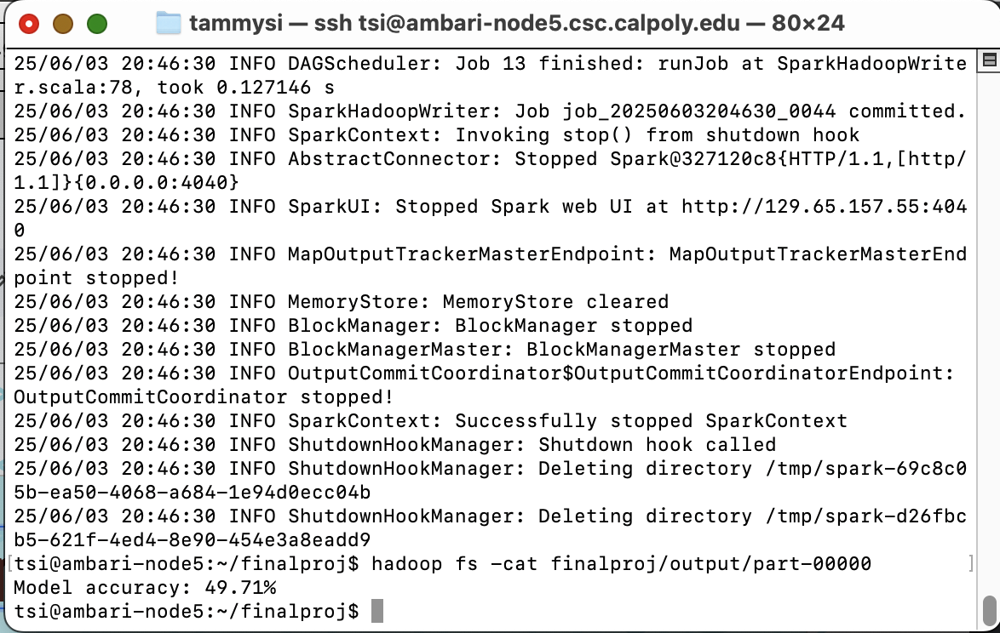 tammysi — ssh tsi@ambari-node5.csc.calpoly.edu — 80×24
25/06/03 20:46:30 INFO DAGScheduler: Job 13 finished: runJob at SparkHadoopWrite
r.scala:78, took 0.127146 s
25/06/03 20:46:30 INFO SparkHadoopWriter: Job job_20250603204630_0044 committed.
25/06/03 20:46:30 INFO SparkContext: Invoking stop() from shutdown hook
25/06/03 20:46:30 INFO AbstractConnector: Stopped Spark@327120c8{HTTP/1.1,[http/
1.1]}{0.0.0.0:4040}
25/06/03 20:46:30 INFO SparkUI: Stopped Spark web UI at http://129.65.157.55:404
0
25/06/03 20:46:30 INFO MapOutputTrackerMasterEndpoint: MapOutputTrackerMasterEnd
point stopped!
25/06/03 20:46:30 INFO MemoryStore: MemoryStore cleared
25/06/03 20:46:30 INFO BlockManager: BlockManager stopped
25/06/03 20:46:30 INFO BlockManagerMaster: BlockManagerMaster stopped
25/06/03 20:46:30 INFO OutputCommitCoordinator$OutputCommitCoordinatorEndpoint:
OutputCommitCoordinator stopped!
25/06/03 20:46:30 INFO SparkContext: Successfully stopped SparkContext
25/06/03 20:46:30 INFO ShutdownHookManager: Shutdown hook called
25/06/03 20:46:30 INFO ShutdownHookManager: Deleting directory /tmp/spark-69c8c0
5b-ea50-4068-a684-1e94d0ecc04b
25/06/03 20:46:30 INFO ShutdownHookManager: Deleting directory /tmp/spark-d26fbc
b5-621f-4ed4-8e90-454e3a8eadd9
[tsi@ambari-node5:~/finalproj$ hadoop fs -cat finalproj/output/part-00000 ]
Model accuracy: 49.71%
tsi@ambari-node5:~/finalproj$